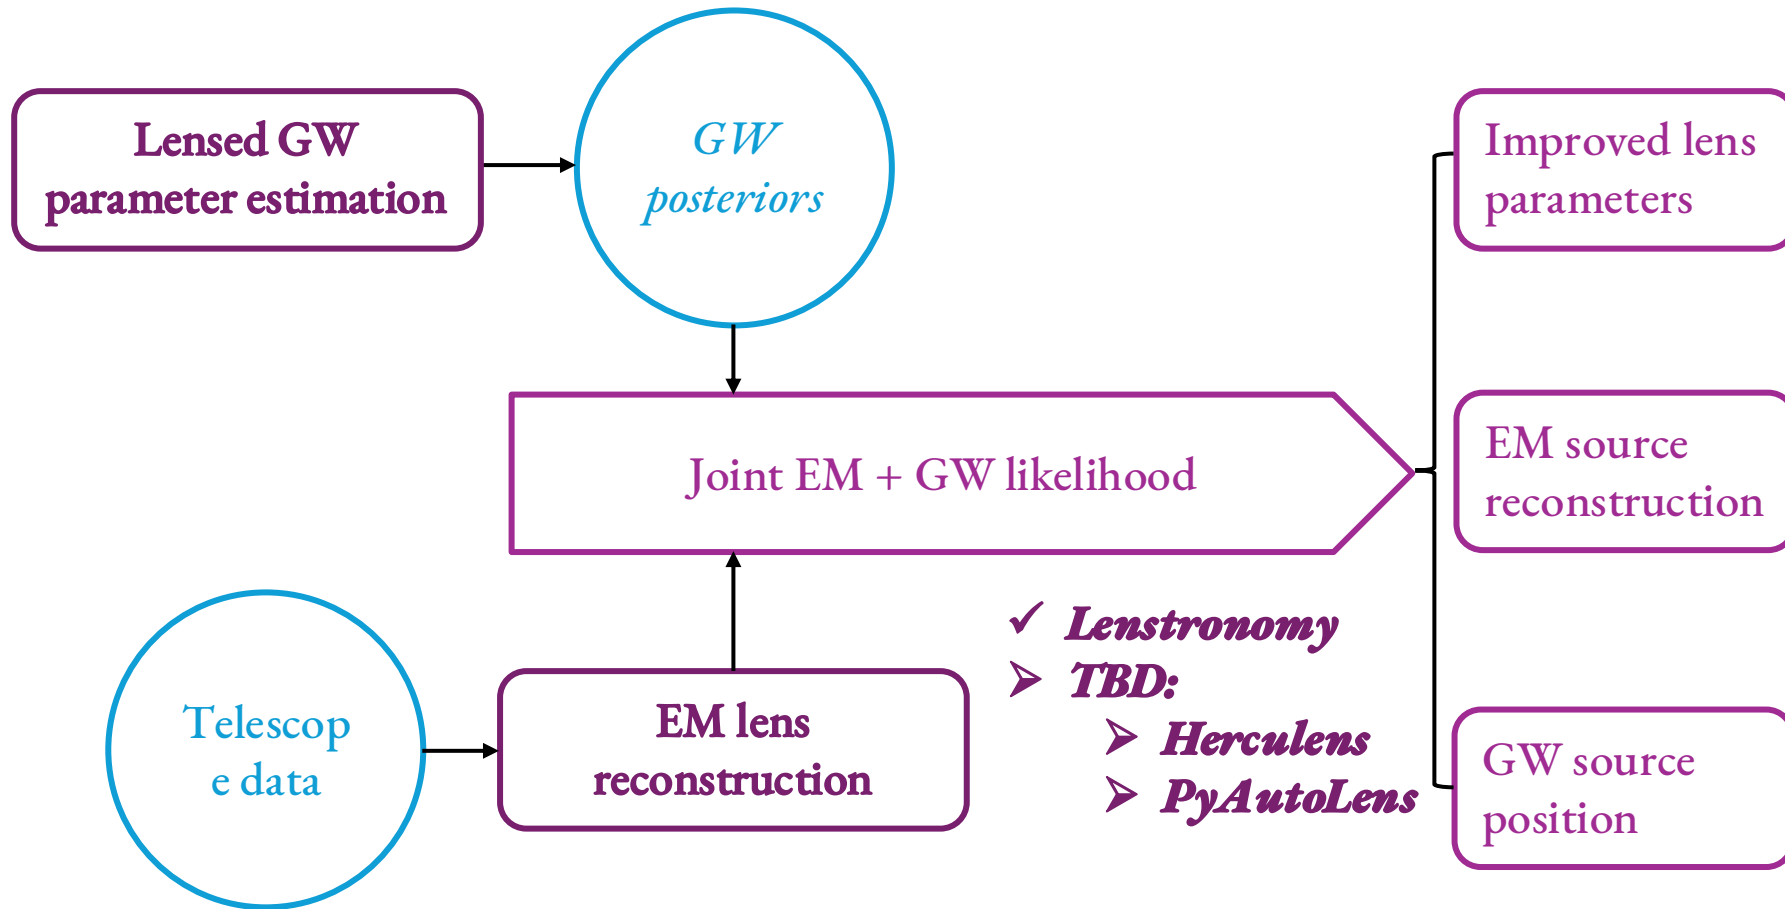 Lensed GW
parameter estimation
GW
posteriors
Improved lens
parameters
Joint EM + GW likelihood
EM source
reconstruction
Telescop
e data
EM lens
reconstruction
✓ Lenstronomy
➢ TBD:
➢ Herculens
➢ PyAutoLens
GW source
position